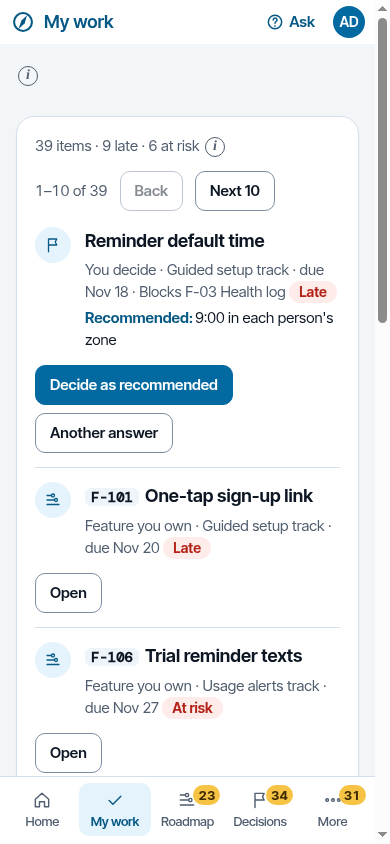 My work
Ask
AD
i
39 items · 9 late · 6 at risk i
1–10 of 39
Back
Next 10
Reminder default time
You decide · Guided setup track · due
Nov 18 · Blocks F-03 Health log Late
Recommended: 9:00 in each person's
zone
Decide as recommended
Another answer
F-101 One-tap sign-up link
Feature you own · Guided setup track ·
due Nov 20 Late
Open
F-106 Trial reminder texts
Feature you own · Usage alerts track ·
due Nov 27 At risk
Open
23
34
31
Home
My work
Roadmap
Decisions
More